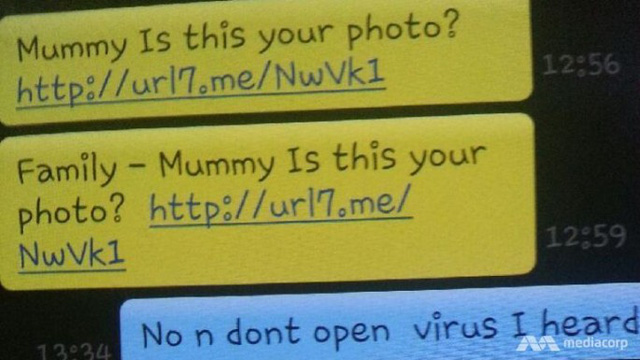 Mummy Is this your photo?
http://url7.me/NwVk1
12:56
Family - Mummy Is this your
photo? http://url7.me/
NwVk1
12:59
No n dont open virus I heard
13:34
mediacorp